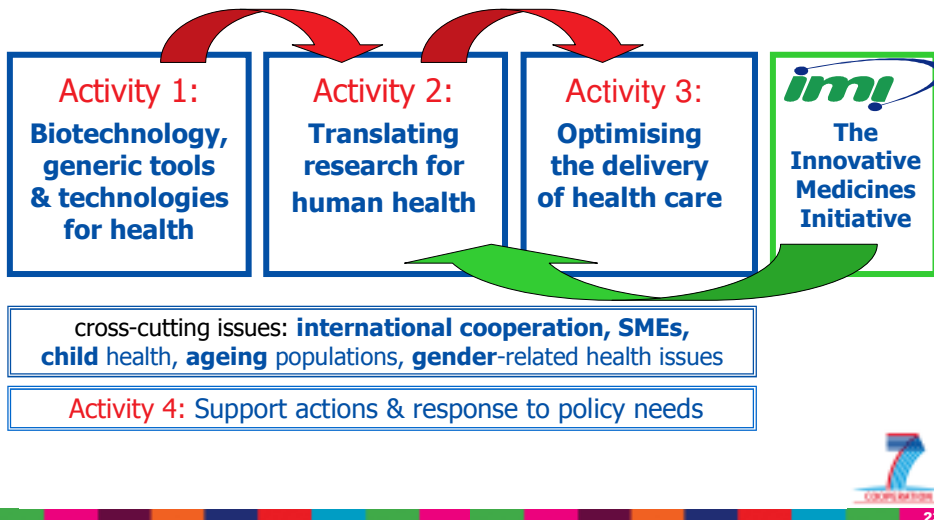 Activity 1:
Biotechnology,
generic tools
& technologies
for health
Activity 2:
Translating
research for
human health
Activity 3:
Optimising
the delivery
of health care
imi
The
Innovative
Medicines
Initiative
cross-cutting issues: international cooperation, SMEs,
child health, ageing populations, gender-related health issues
Activity 4: Support actions & response to policy needs
7
COOPERATION